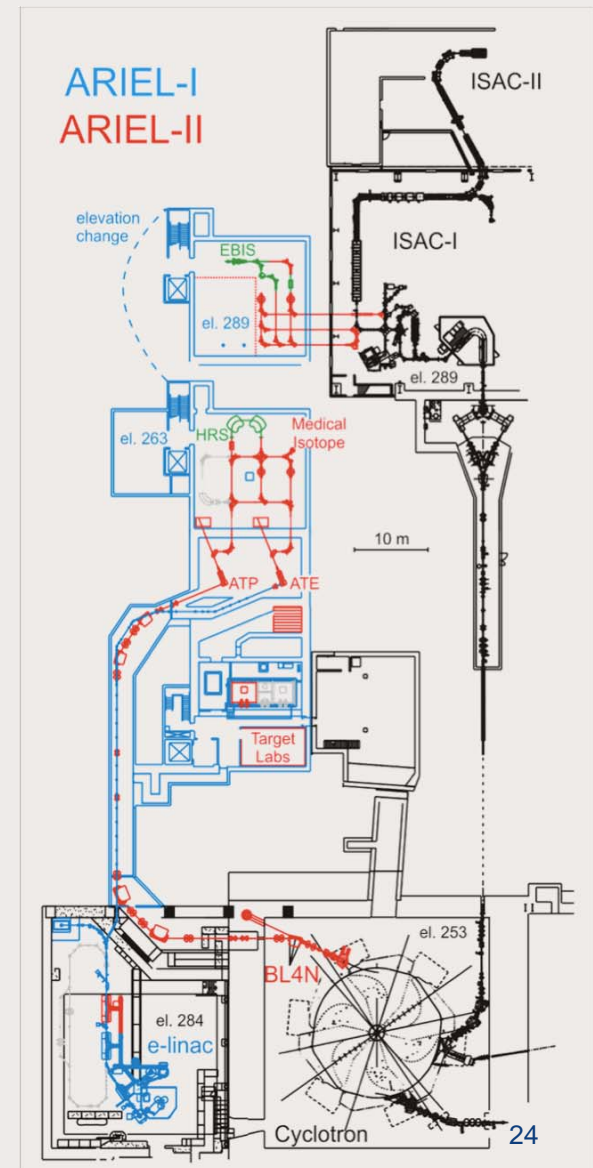 ARIEL-I
ARIEL-II
ISAC-II
elevation
change
EBIS
ISAC-I
el. 289
el. 289
el. 263
HRS
Medical
Isotope
10 m
ATP
ATE
Target
Labs
el. 253
BL4N
el. 284
e-linac
Cyclotron
24